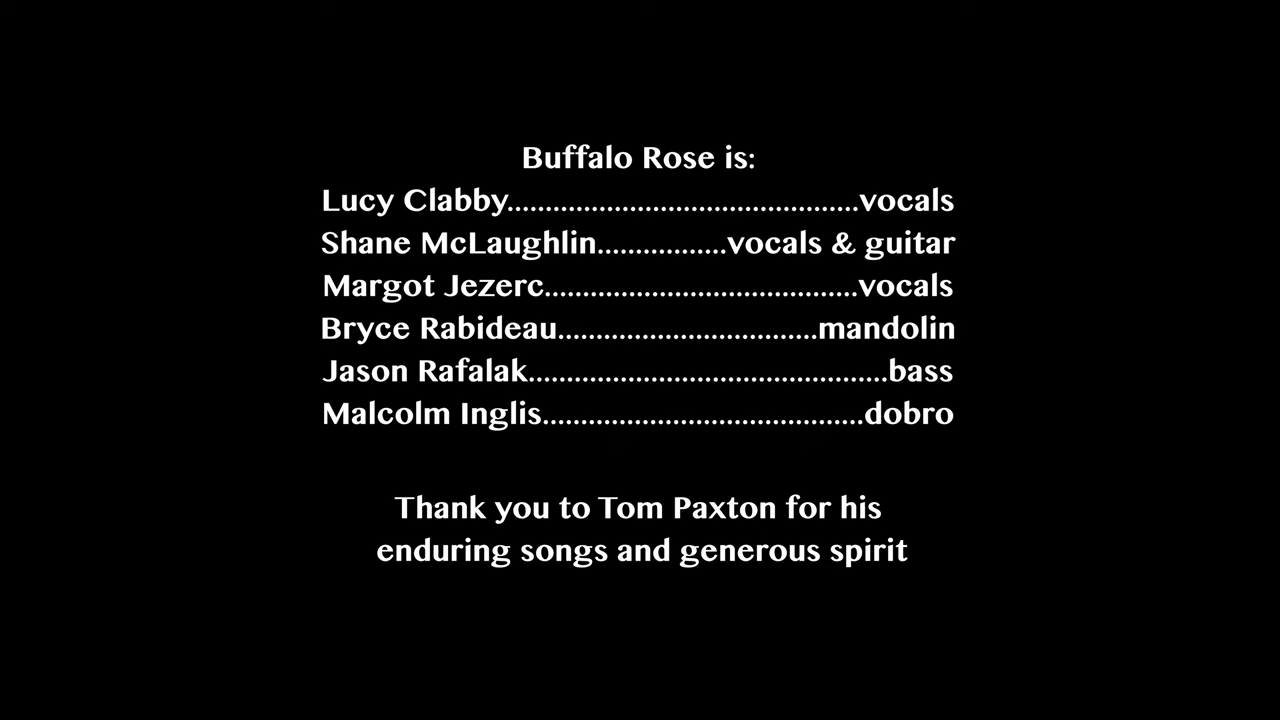 Buffalo Rose is:
Lucy Clabby..............................................vocals
Shane McLaughlin.................vocals & guitar
Margot Jezerc.........................................vocals
Bryce Rabideau..................................mandolin
Jason Rafalak...............................................bass
Malcolm Inglis..........................................dobro
Thank you to Tom Paxton for his
enduring songs and generous spirit